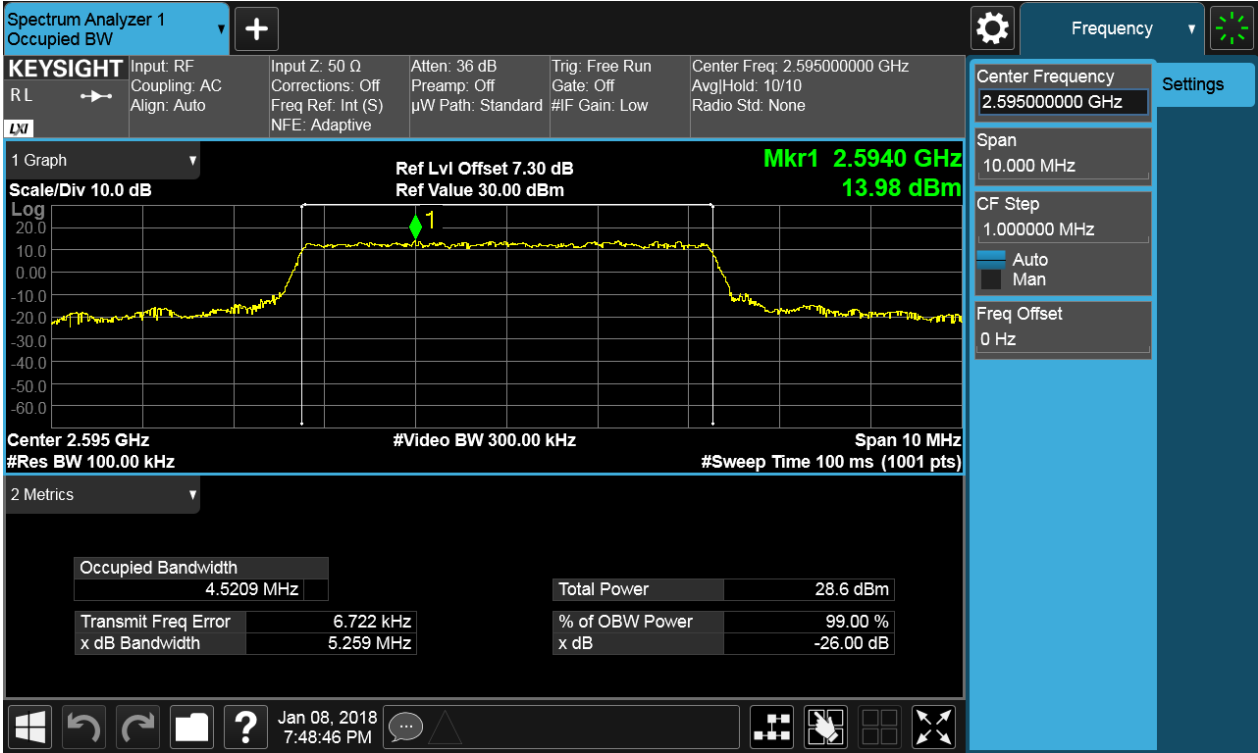 Spectrum Analyzer 1
Occupied BW
+
Frequency
KEYSIGHT
R L
LXI
Input: RF
Coupling: AC
Align: Auto
Input Z: 50 Ω
Corrections: Off
Freq Ref: Int (S)
NFE: Adaptive
Atten: 36 dB
Preamp: Off
µW Path: Standard
Trig: Free Run
Gate: Off
#IF Gain: Low
Center Freq: 2.595000000 GHz
Avg|Hold: 10/10
Radio Std: None
Center Frequency
2.595000000 GHz
Settings
Span
10.000 MHz
CF Step
1.000000 MHz
Auto
Man
Freq Offset
0 Hz
1 Graph
Scale/Div 10.0 dB
Ref Lvl Offset 7.30 dB
Ref Value 30.00 dBm
Mkr1 2.5940 GHz
13.98 dBm
Log
1
20.0
10.0
0.00
-10.0
-20.0
-30.0
-40.0
-50.0
-60.0
Center 2.595 GHz
#Video BW 300.00 kHz
Span 10 MHz
#Res BW 100.00 kHz
#Sweep Time 100 ms (1001 pts)
2 Metrics
Occupied Bandwidth
4.5209 MHz
Total Power 28.6 dBm
Transmit Freq Error 6.722 kHz
% of OBW Power 99.00 %
x dB Bandwidth 5.259 MHz
x dB -26.00 dB
?
Jan 08, 2018
7:48:46 PM